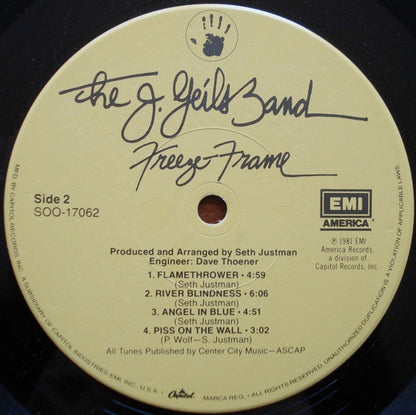 The J. Geils Band
Freeze-Frame
Side 2
SOO-17062
EMI
AMERICA
℗ 1981 EMI
America Records,
a division of
Capitol Records, Inc.
Produced and Arranged by Seth Justman
Engineer: Dave Thoener
1. FLAMETHROWER • 4:59
(Seth Justman)
2. RIVER BLINDNESS • 6:06
(Seth Justman)
3. ANGEL IN BLUE • 4:51
(Seth Justman)
4. PISS ON THE WALL • 3:02
(P. Wolf—S. Justman)
All Tunes Published by Center City Music—ASCAP
MFD. BY CAPITOL RECORDS, INC., A SUBSIDIARY OF CAPITOL INDUSTRIES-EMI, INC., U.S.A. • Capitol MARCA REG. • ALL RIGHTS RESERVED. UNAUTHORIZED DUPLICATION IS A VIOLATION OF APPLICABLE LAWS.